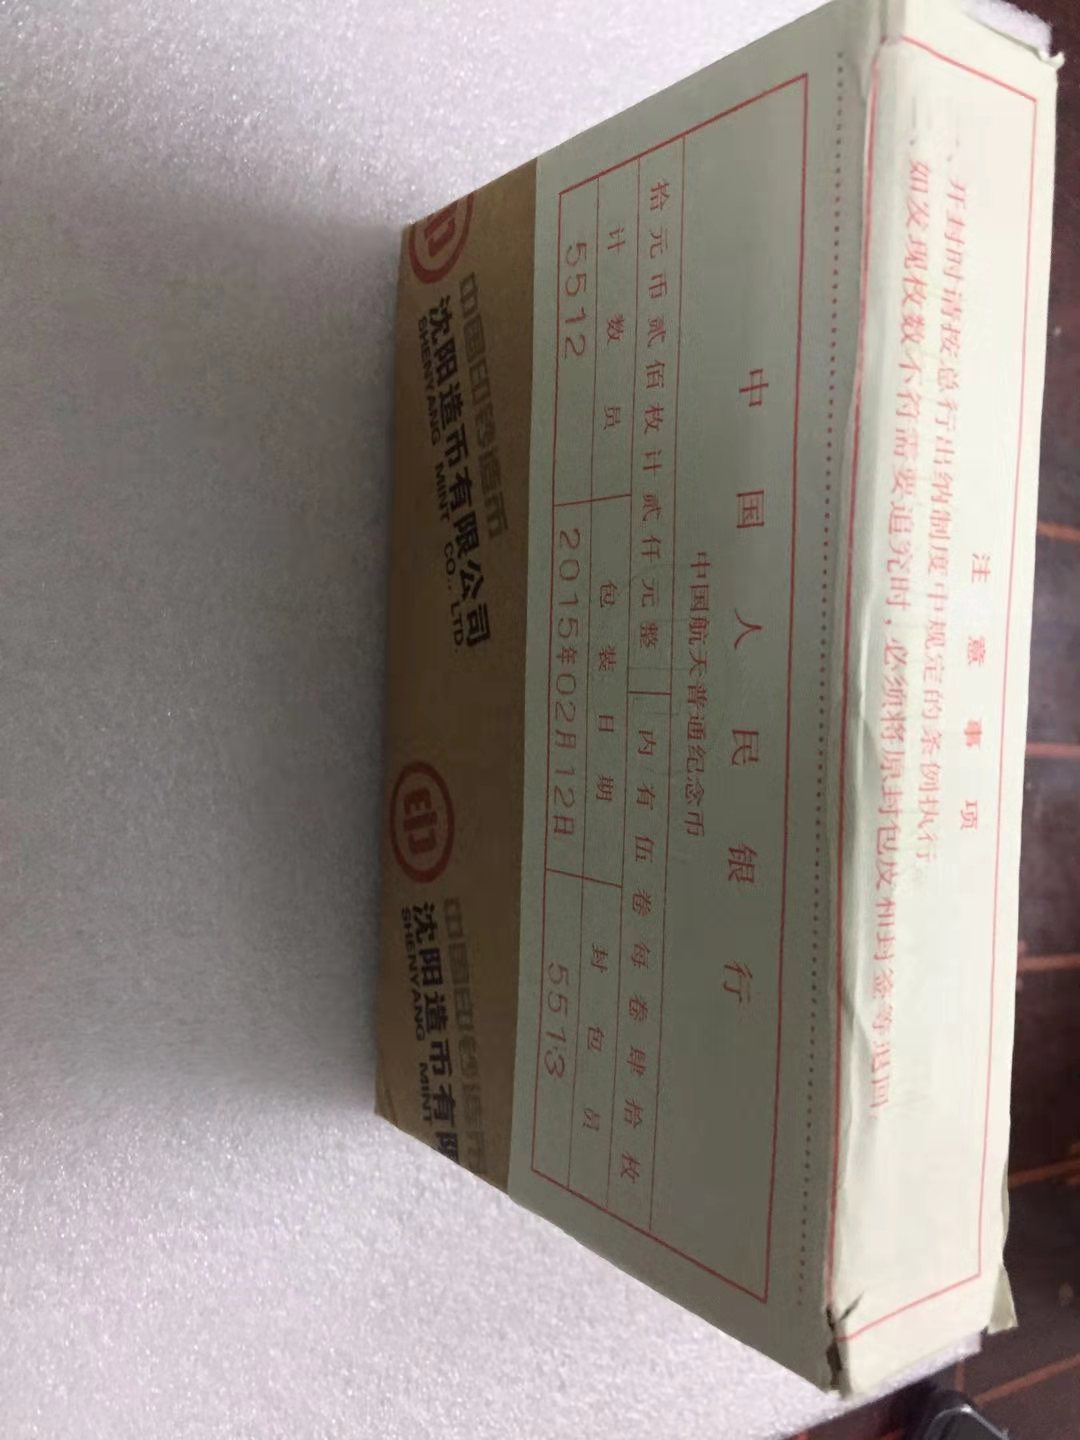 注意事项
一、开封时请按总行出纳制度中规定的条例执行。
二、如发现枚数不符需要追究时，必须将原封包皮和封签等退回。
中国人民银行
中国航天普通纪念币
拾元币贰佰枚计贰仟元整 内有伍卷每卷肆拾枚
计数员 包装日期 封包员
5512 2015年02月12日 5513
中国印钞造币
沈阳造币有限公司
SHENYANG MINT CO., LTD.
中国印钞造币
沈阳造币有限
SHENYANG MINT